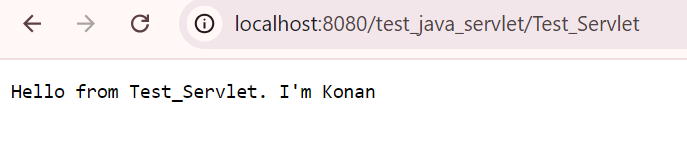 localhost:8080/test_java_servlet/Test_Servlet
Hello from Test_Servlet. I'm Konan